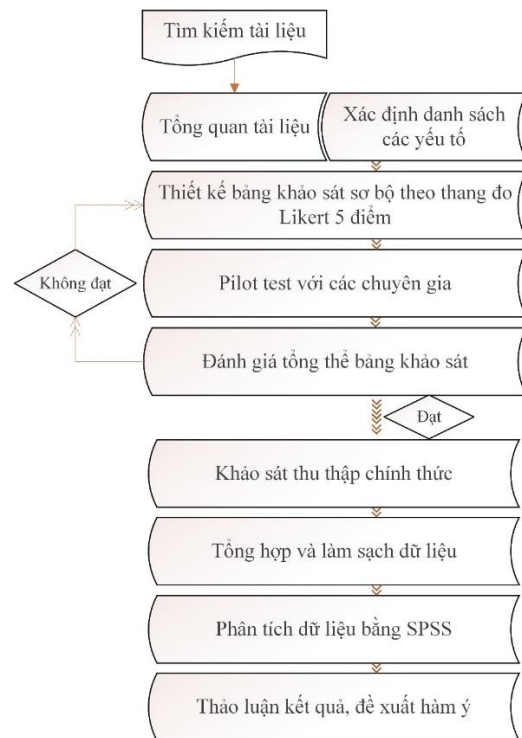 Tìm kiếm tài liệu
Tổng quan tài liệu
Xác định danh sách
các yếu tố
Thiết kế bảng khảo sát sơ bộ theo thang đo
Likert 5 điểm
Không đạt
Pilot test với các chuyên gia
Đánh giá tổng thể bảng khảo sát
Đạt
Khảo sát thu thập chính thức
Tổng hợp và làm sạch dữ liệu
Phân tích dữ liệu bằng SPSS
Thảo luận kết quả, đề xuất hàm ý